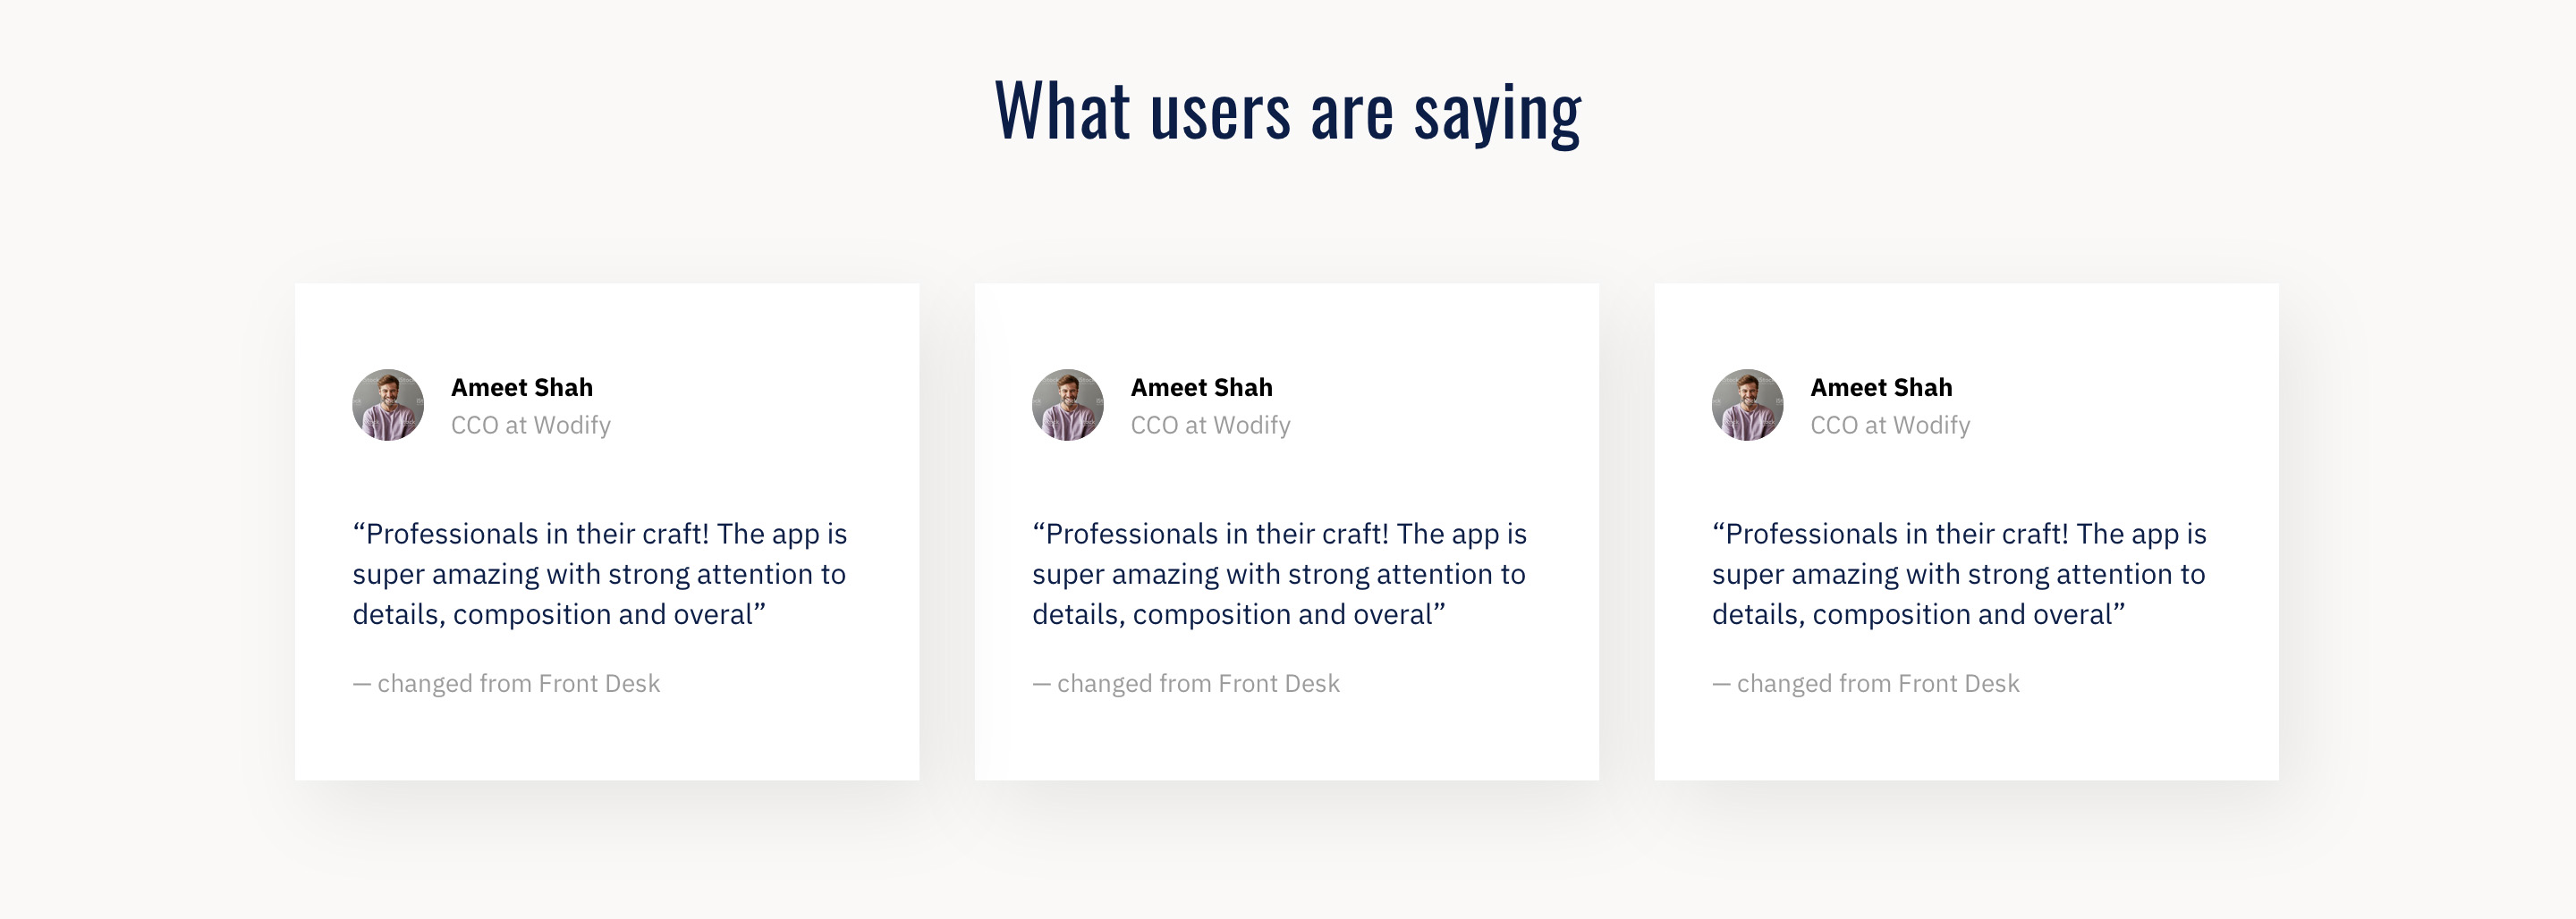 What users are saying
Ameet Shah
CCO at Wodify
“Professionals in their craft! The app is
super amazing with strong attention to
details, composition and overal”
— changed from Front Desk
Ameet Shah
CCO at Wodify
“Professionals in their craft! The app is
super amazing with strong attention to
details, composition and overal”
— changed from Front Desk
Ameet Shah
CCO at Wodify
“Professionals in their craft! The app is
super amazing with strong attention to
details, composition and overal”
— changed from Front Desk